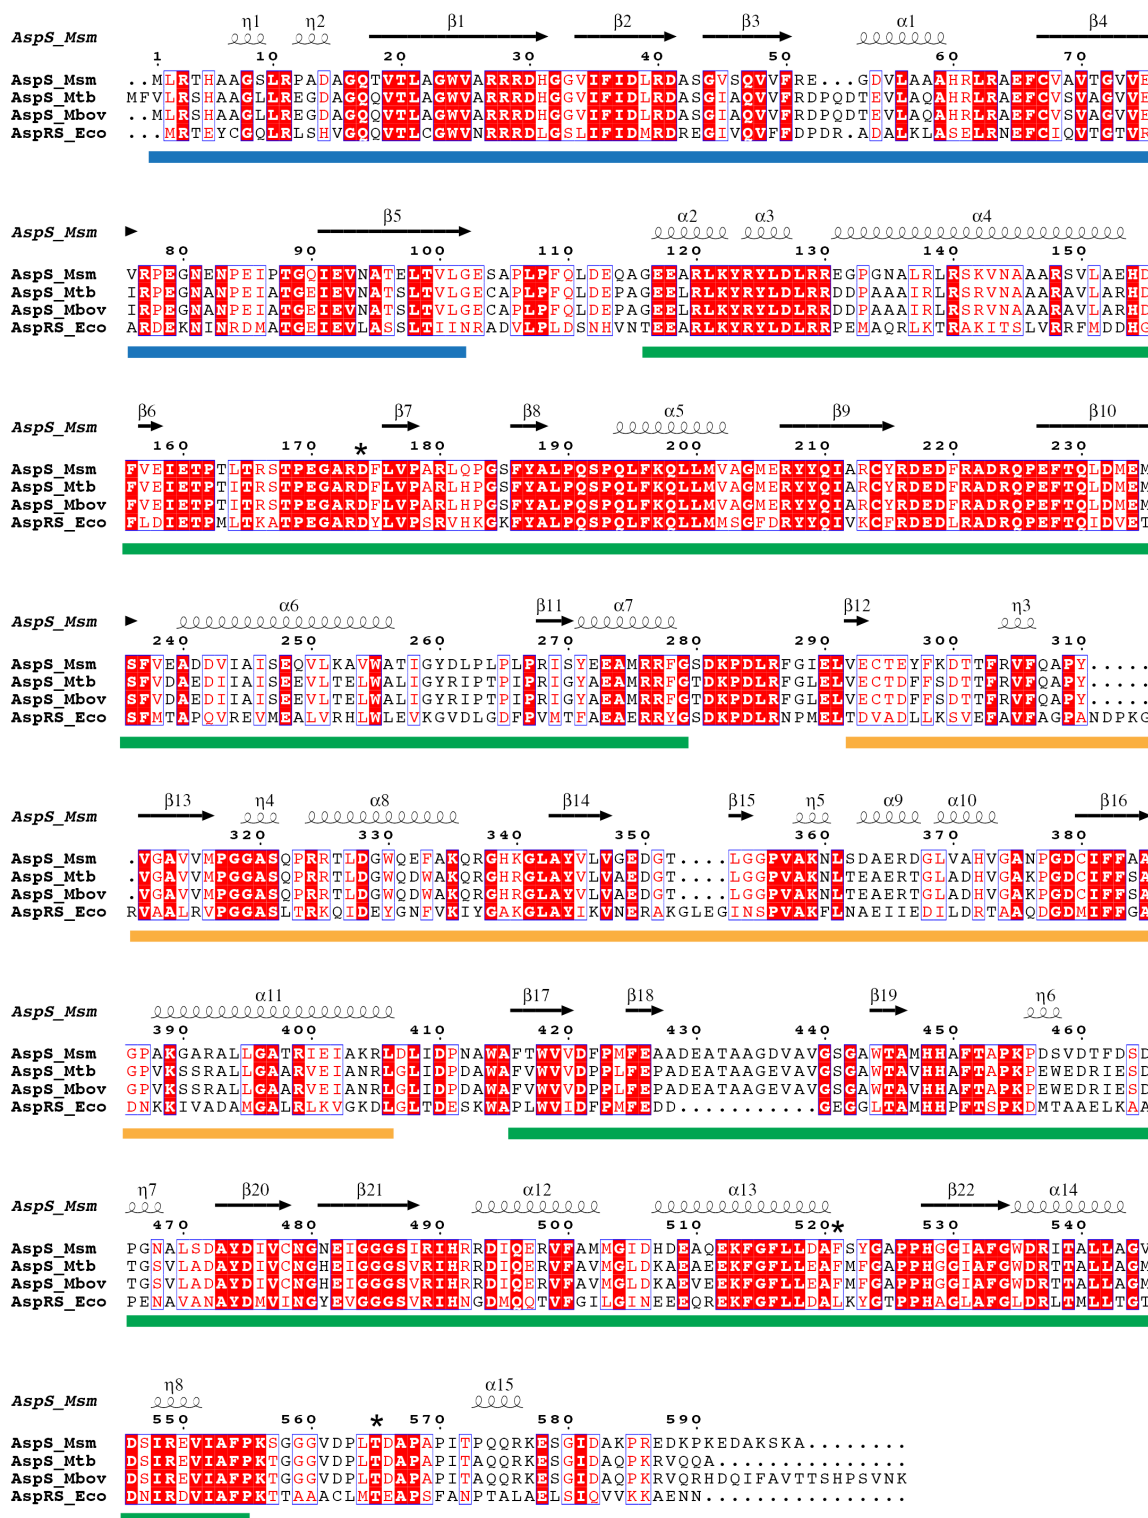 η1 η2 β1 β2 β3 α1 β4
AspS_Msm
1 10 20 30 40 50 60 70
AspS_Msm ..MLRTHAAGSLRPADAGQTVTLAGWVARRRDHGGVIFIDLRDASGVSQVVFRE...GDVLAAAHRLRAEFCVAVTGVVE
AspS_Mtb MFVLRSHAAGLLREGDAGQQVTLAGWVARRRDHGGVIFIDLRDASGIAQVVFRDPQDTEVLAQAHRLRAEFCVSVAGVVE
AspS_Mbov ..MLRSHAAGLLREGDAGQQVTLAGWVARRRDHGGVIFIDLRDASGIAQVVFRDPQDTEVLAQAHRLRAEFCVSVAGVVE
AspRS_Eco ...MRTEYCGQLRLSHVGQQVTLCGWVNRRRDLGSLIFIDMRDREGIVQVFFDPDR.ADALKLASELRNEFCIQVTGTVR
β5 α2 α3 α4
AspS_Msm
80 90 100 110 120 130 140 150
AspS_Msm VRPEGNENPEIPTGQIEVNATELTVLGESAPLPFQLDEQAGEEARLKYRYLDLRREGPGNALRLRSKVNAAARSVLAEHD
AspS_Mtb IRPEGNANPEIATGEIEVNATSLTVLGECAPLPFQLDEPAGEELRLKYRYLDLRRDDPAAAIRLRSRVNAAARAVLARHD
AspS_Mbov IRPEGNANPEIATGEIEVNATSLTVLGECAPLPFQLDEPAGEELRLKYRYLDLRRDDPAAAIRLRSRVNAAARAVLARHD
AspRS_Eco ARDEKNINRDMATGEIEVLASSLTIINRADVLPLDSNHVNTEEARLKYRYLDLRRPEMAQRLKTRAKITSLVRRFMDDHG
β6 β7 β8 α5 β9 β10
AspS_Msm
160 170 * 180 190 200 210 220 230
AspS_Msm FVEIETPTLTRSTPEGARDFLVPARLQPGSFYALPQSPQLFKQLLMVAGMERYYQIARCYRDEDFRADRQPEFTQLDMEM
AspS_Mtb FVEIETPTITRSTPEGARDFLVPARLHPGSFYALPQSPQLFKQLLMVAGMERYYQIARCYRDEDFRADRQPEFTQLDMEM
AspS_Mbov FVEIETPTITRSTPEGARDFLVPARLHPGSFYALPQSPQLFKQLLMVAGMERYYQIARCYRDEDFRADRQPEFTQLDMEM
AspRS_Eco FLDIETPMLTKATPEGARDYLVPSRVHKGKFYALPQSPQLFKQLLMMSGFDRYYQIVKCFRDEDLRADRQPEFTQIDVET
α6 β11 α7 β12 η3
AspS_Msm
240 250 260 270 280 290 300 310
AspS_Msm SFVEADDVIAISEQVLKAVWATIGYDLPLPLPRISYEEAMRRFGSDKPDLRFGIELVECTEYFKDTTFRVFQAPY.....
AspS_Mtb SFVDAEDIIAISEEVLTELWALIGYRIPTPIPRIGYAEAMRRFGTDKPDLRFGLELVECTDFFSDTTFRVFQAPY.....
AspS_Mbov SFVDAEDIIAISEEVLTELWALIGYRIPTPIPRIGYAEAMRRFGTDKPDLRFGLELVECTDFFSDTTFRVFQAPY.....
AspRS_Eco SFMTAPQVREVMEALVRHLWLEVKGVDLGDFPVMTFAEAERRYGSDKPDLRNPMELTDVADLLKSVEFAVFAGPANDPKG
β13 η4 α8 β14 β15 η5 α9 α10 β16
AspS_Msm
320 330 340 350 360 370 380
AspS_Msm .VGAVVMPGGASQPRRTLDGWQEFAKQRGHKGLAYVLVGEDGT....LGGPVAKNLSDAERDGLVAHVGANPGDCIFFAA
AspS_Mtb .VGAVVMPGGASQPRRTLDGWQDWAKQRGHRGLAYVLVAEDGT....LGGPVAKNLTEAERTGLADHVGAKPGDCIFFSA
AspS_Mbov .VGAVVMPGGASQPRRTLDGWQDWAKQRGHRGLAYVLVAEDGT....LGGPVAKNLTEAERTGLADHVGAKPGDCIFFSA
AspRS_Eco RVAALRVPGGASLTRKQIDEYGNFVKIYGAKGLAYIKVNERAKGLEGINSPVAKFLNAEIIEDILDRTAAQDGDMIFFGA
α11 β17 β18 β19 η6
AspS_Msm
390 400 410 420 430 440 450 460
AspS_Msm GPAKGARALLGATRIEIAKRLDLIDPNAWAFTWVVDFPMFEAADEATAAGDVAVGSGAWTAMHHAFTAPKPDSVDTFDSD
AspS_Mtb GPVKSSRALLGAARVEIANRLGLIDPDAWAFVWVVDPPLFEPADEATAAGEVAVGSGAWTAVHHAFTAPKPEWEDRIESD
AspS_Mbov GPVKSSRALLGAARVEIANRLGLIDPDAWAFVWVVDPPLFEPADEATAAGEVAVGSGAWTAVHHAFTAPKPEWEDRIESD
AspRS_Eco DNKKIVADAMGALRLKVGKDLGLTDESKWAPLWVIDFPMFEDD...........GEGGLTAMHHPFTSPKDMTAAELKAA
η7 β20 β21 α12 α13 β22 α14
AspS_Msm
470 480 490 500 510 520 * 530 540
AspS_Msm PGNALSDAYDIVCNGNEIGGGSIRIHRRDIQERVFAMMGIDHDEAQEKFGFLLDAFSYGAPPHGGIAFGWDRITALLAGV
AspS_Mtb TGSVLADAYDIVCNGHEIGGGSVRIHRRDIQERVFAVMGLDKAEAEEKFGFLLEAFMFGAPPHGGIAFGWDRTTALLAGM
AspS_Mbov TGSVLADAYDIVCNGHEIGGGSVRIHRRDIQERVFAVMGLDKAEVEEKFGFLLEAFMFGAPPHGGIAFGWDRTTALLAGM
AspRS_Eco PENAVANAYDMVINGYEVGGGSVRIHNGDMQQTVFGILGINEEEQREKFGFLLDALKYGTPPHAGLAFGLDRLTMLLTGT
η8 α15
AspS_Msm
550 560 * 570 580 590
AspS_Msm DSIREVIAFPKSGGGVDPLTDAPAPITPQQRKESGIDAKPREDKPKEDAKSKA........
AspS_Mtb DSIREVIAFPKTGGGVDPLTDAPAPITAQQRKESGIDAQPKRVQQA...............
AspS_Mbov DSIREVIAFPKTGGGVDPLTDAPAPITAQQRKESGIDAQPKRVQRHDQIFAVTTSHPSVNK
AspRS_Eco DNIRDVIAFPKTTAAACLMTEAPSFANPTALAELSIQVVKKAENN................